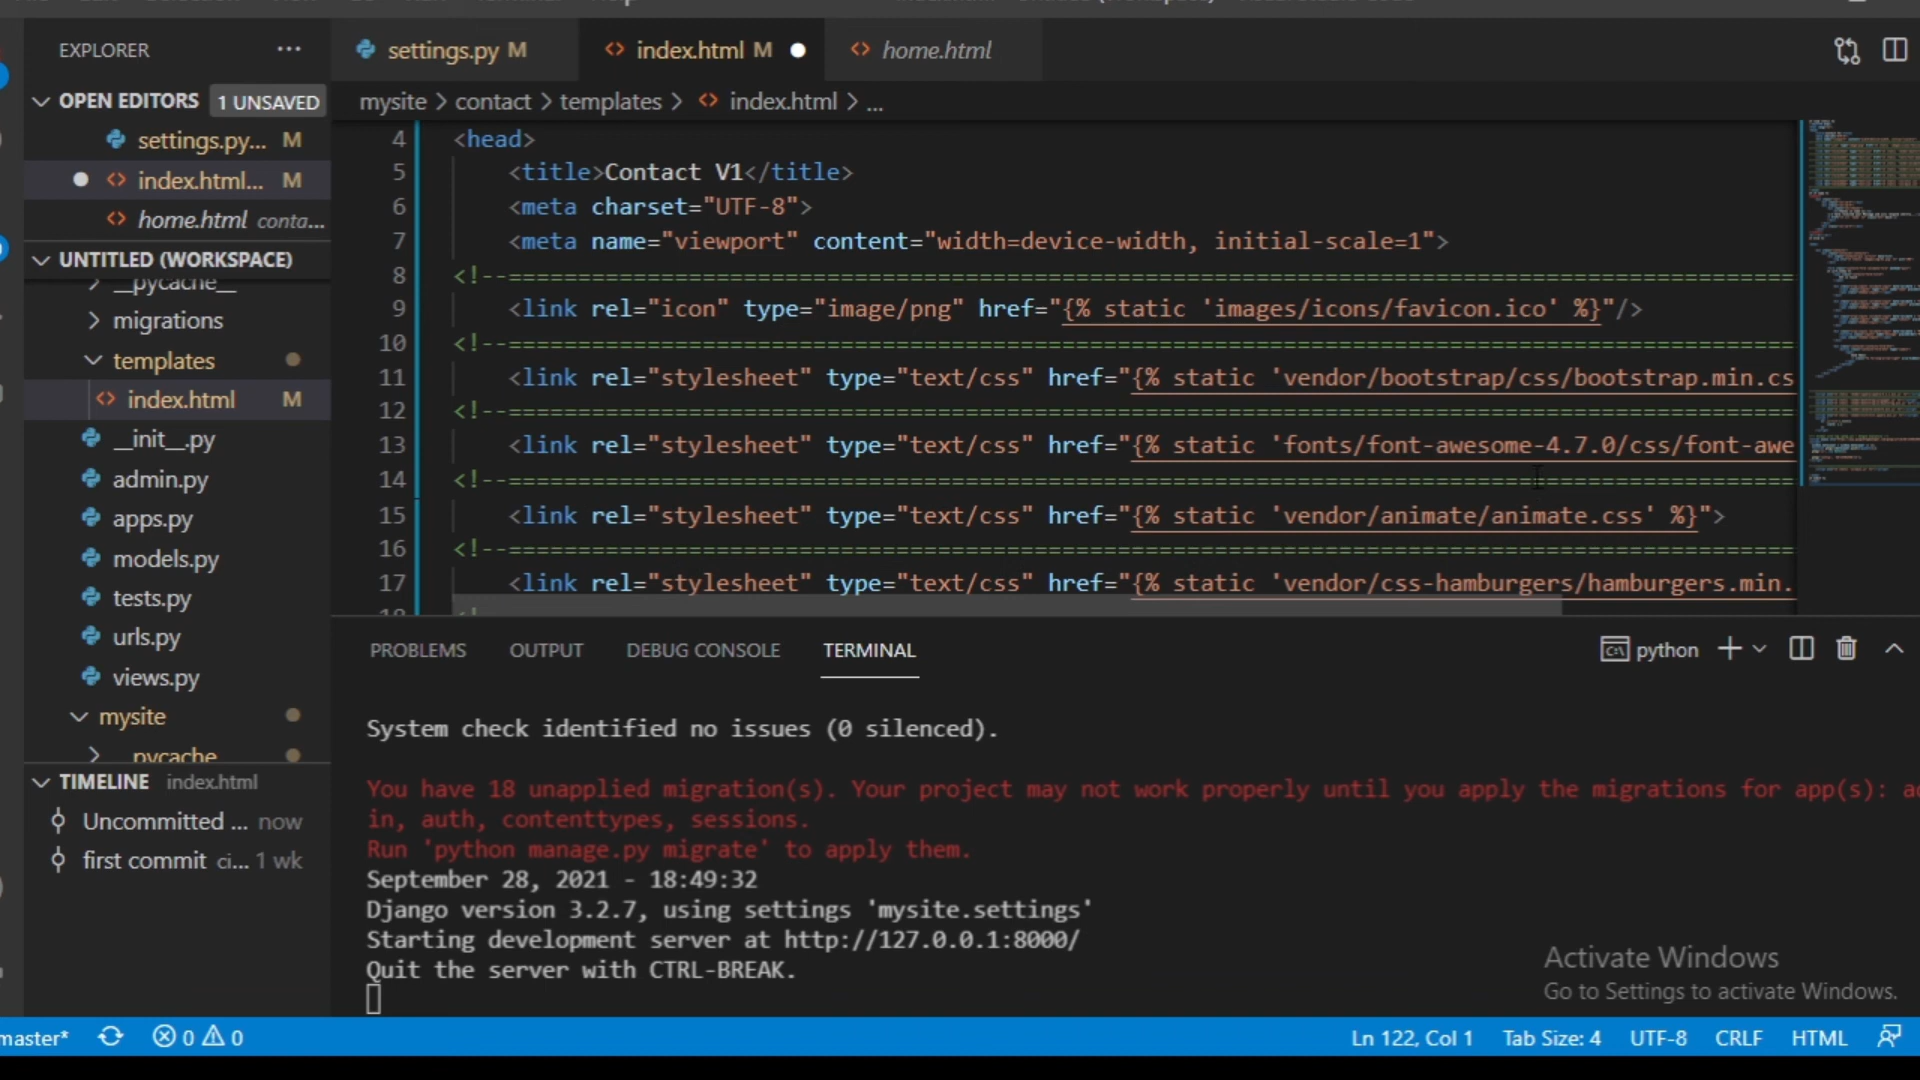 EXPLORER
settings.py M
index.html M
home.html
OPEN EDITORS 1 UNSAVED
mysite > contact > templates > index.html > ...
settings.py... M
index.html... M
home.html conta...
UNTITLED (WORKSPACE)
__pycache__
migrations
templates
index.html M
__init__.py
admin.py
apps.py
models.py
tests.py
urls.py
views.py
mysite
pycache
TIMELINE index.html
Uncommitted ... now
first commit ci... 1 wk
4 <head>
5 <title>Contact V1</title>
6 <meta charset="UTF-8">
7 <meta name="viewport" content="width=device-width, initial-scale=1">
8 <!--===============================================================================================
9 <link rel="icon" type="image/png" href="{% static 'images/icons/favicon.ico' %}"/>
10 <!--===============================================================================================
11 <link rel="stylesheet" type="text/css" href="{% static 'vendor/bootstrap/css/bootstrap.min.cs
12 <!--===============================================================================================
13 <link rel="stylesheet" type="text/css" href="{% static 'fonts/font-awesome-4.7.0/css/font-awe
14 <!--===============================================================================================
15 <link rel="stylesheet" type="text/css" href="{% static 'vendor/animate/animate.css' %}">
16 <!--===============================================================================================
17 <link rel="stylesheet" type="text/css" href="{% static 'vendor/css-hamburgers/hamburgers.min.
PROBLEMS OUTPUT DEBUG CONSOLE TERMINAL
python
System check identified no issues (0 silenced).
You have 18 unapplied migration(s). Your project may not work properly until you apply the migrations for app(s):
in, auth, contenttypes, sessions.
Run 'python manage.py migrate' to apply them.
September 28, 2021 - 18:49:32
Django version 3.2.7, using settings 'mysite.settings'
Starting development server at http://127.0.0.1:8000/
Quit the server with CTRL-BREAK.
Activate Windows
Go to Settings to activate Windows.
master* 0 0
Ln 122, Col 1 Tab Size: 4 UTF-8 CRLF HTML